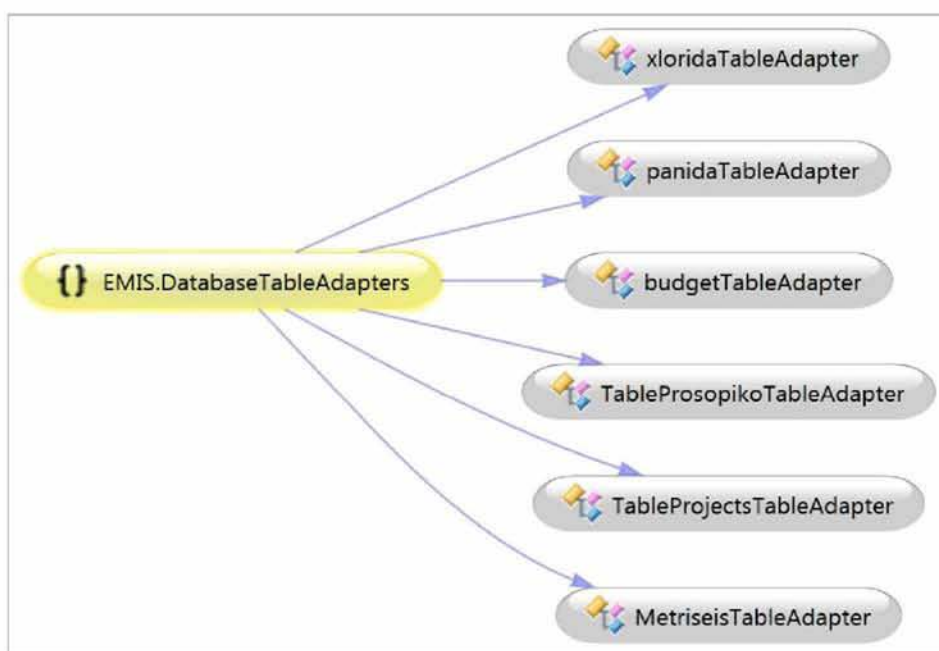 xloridaTableAdapter
panidaTableAdapter
{} EMIS.DatabaseTableAdapters
budgetTableAdapter
TableProsopikoTableAdapter
TableProjectsTableAdapter
MetriseisTableAdapter